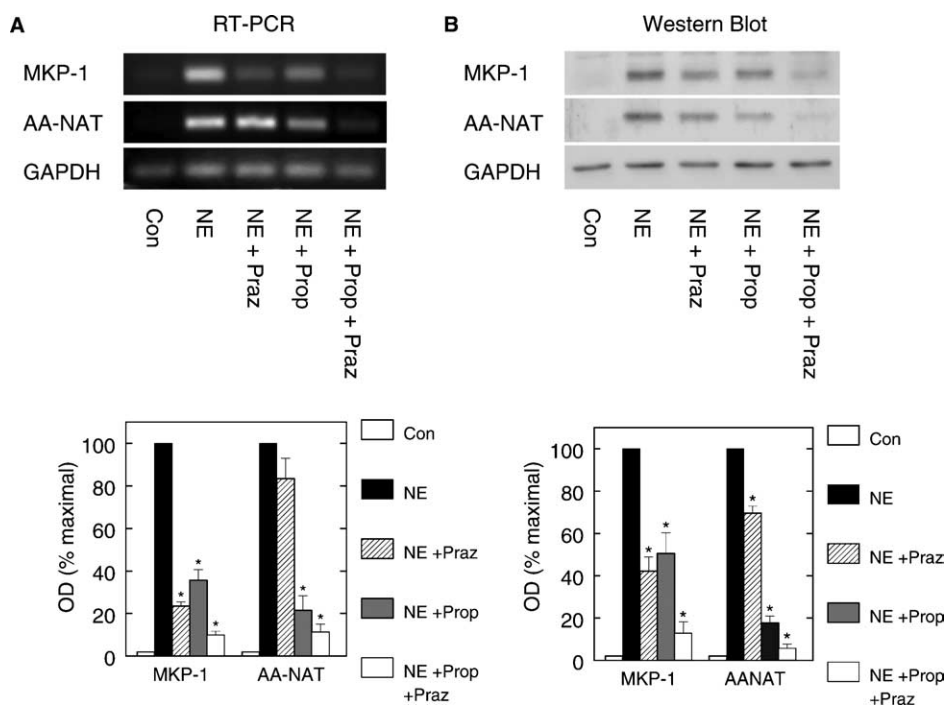 A
RT-PCR
MKP-1
AA-NAT
GAPDH
Con
NE
NE + Praz
NE + Prop
NE + Prop + Praz
OD (% maximal)
100
80
60
40
20
0
* * * * *
MKP-1 AA-NAT
Con
NE
NE +Praz
NE +Prop
NE +Prop
+Praz
B
Western Blot
MKP-1
AA-NAT
GAPDH
Con
NE
NE + Praz
NE + Prop
NE + Prop + Praz
OD (% maximal)
100
80
60
40
20
0
* * * * * *
MKP-1 AANAT
Con
NE
NE +Praz
NE +Prop
NE +Prop
+Praz